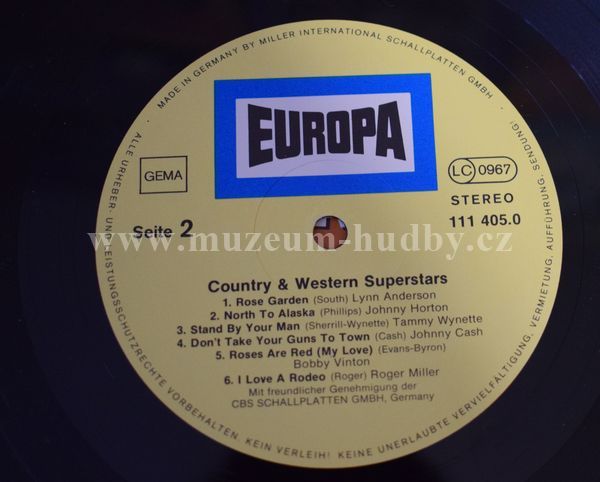 MADE IN GERMANY BY MILLER INTERNATIONAL SCHALLPLATTEN GMBH
EUROPA
GEMA
LC 0967
STEREO
111 405.0
Seite 2
www.muzeum-hudby.cz
Country & Western Superstars
1. Rose Garden (South) Lynn Anderson
2. North To Alaska (Phillips) Johnny Horton
3. Stand By Your Man (Sherrill-Wynette) Tammy Wynette
4. Don't Take Your Guns To Town (Cash) Johnny Cash
5. Roses Are Red (My Love) (Evans-Byron)
Bobby Vinton
6. I Love A Rodeo (Roger) Roger Miller
Mit freundlicher Genehmigung der
CBS SCHALLPLATTEN GMBH, Germany
ALLE URHEBER- UND LEISTUNGSSCHUTZRECHTE VORBEHALTEN. KEIN VERLEIH! KEINE UNERLAUBTE VERVIELFÄLTIGUNG, VERMIETUNG, AUFFÜHRUNG, SENDUNG!